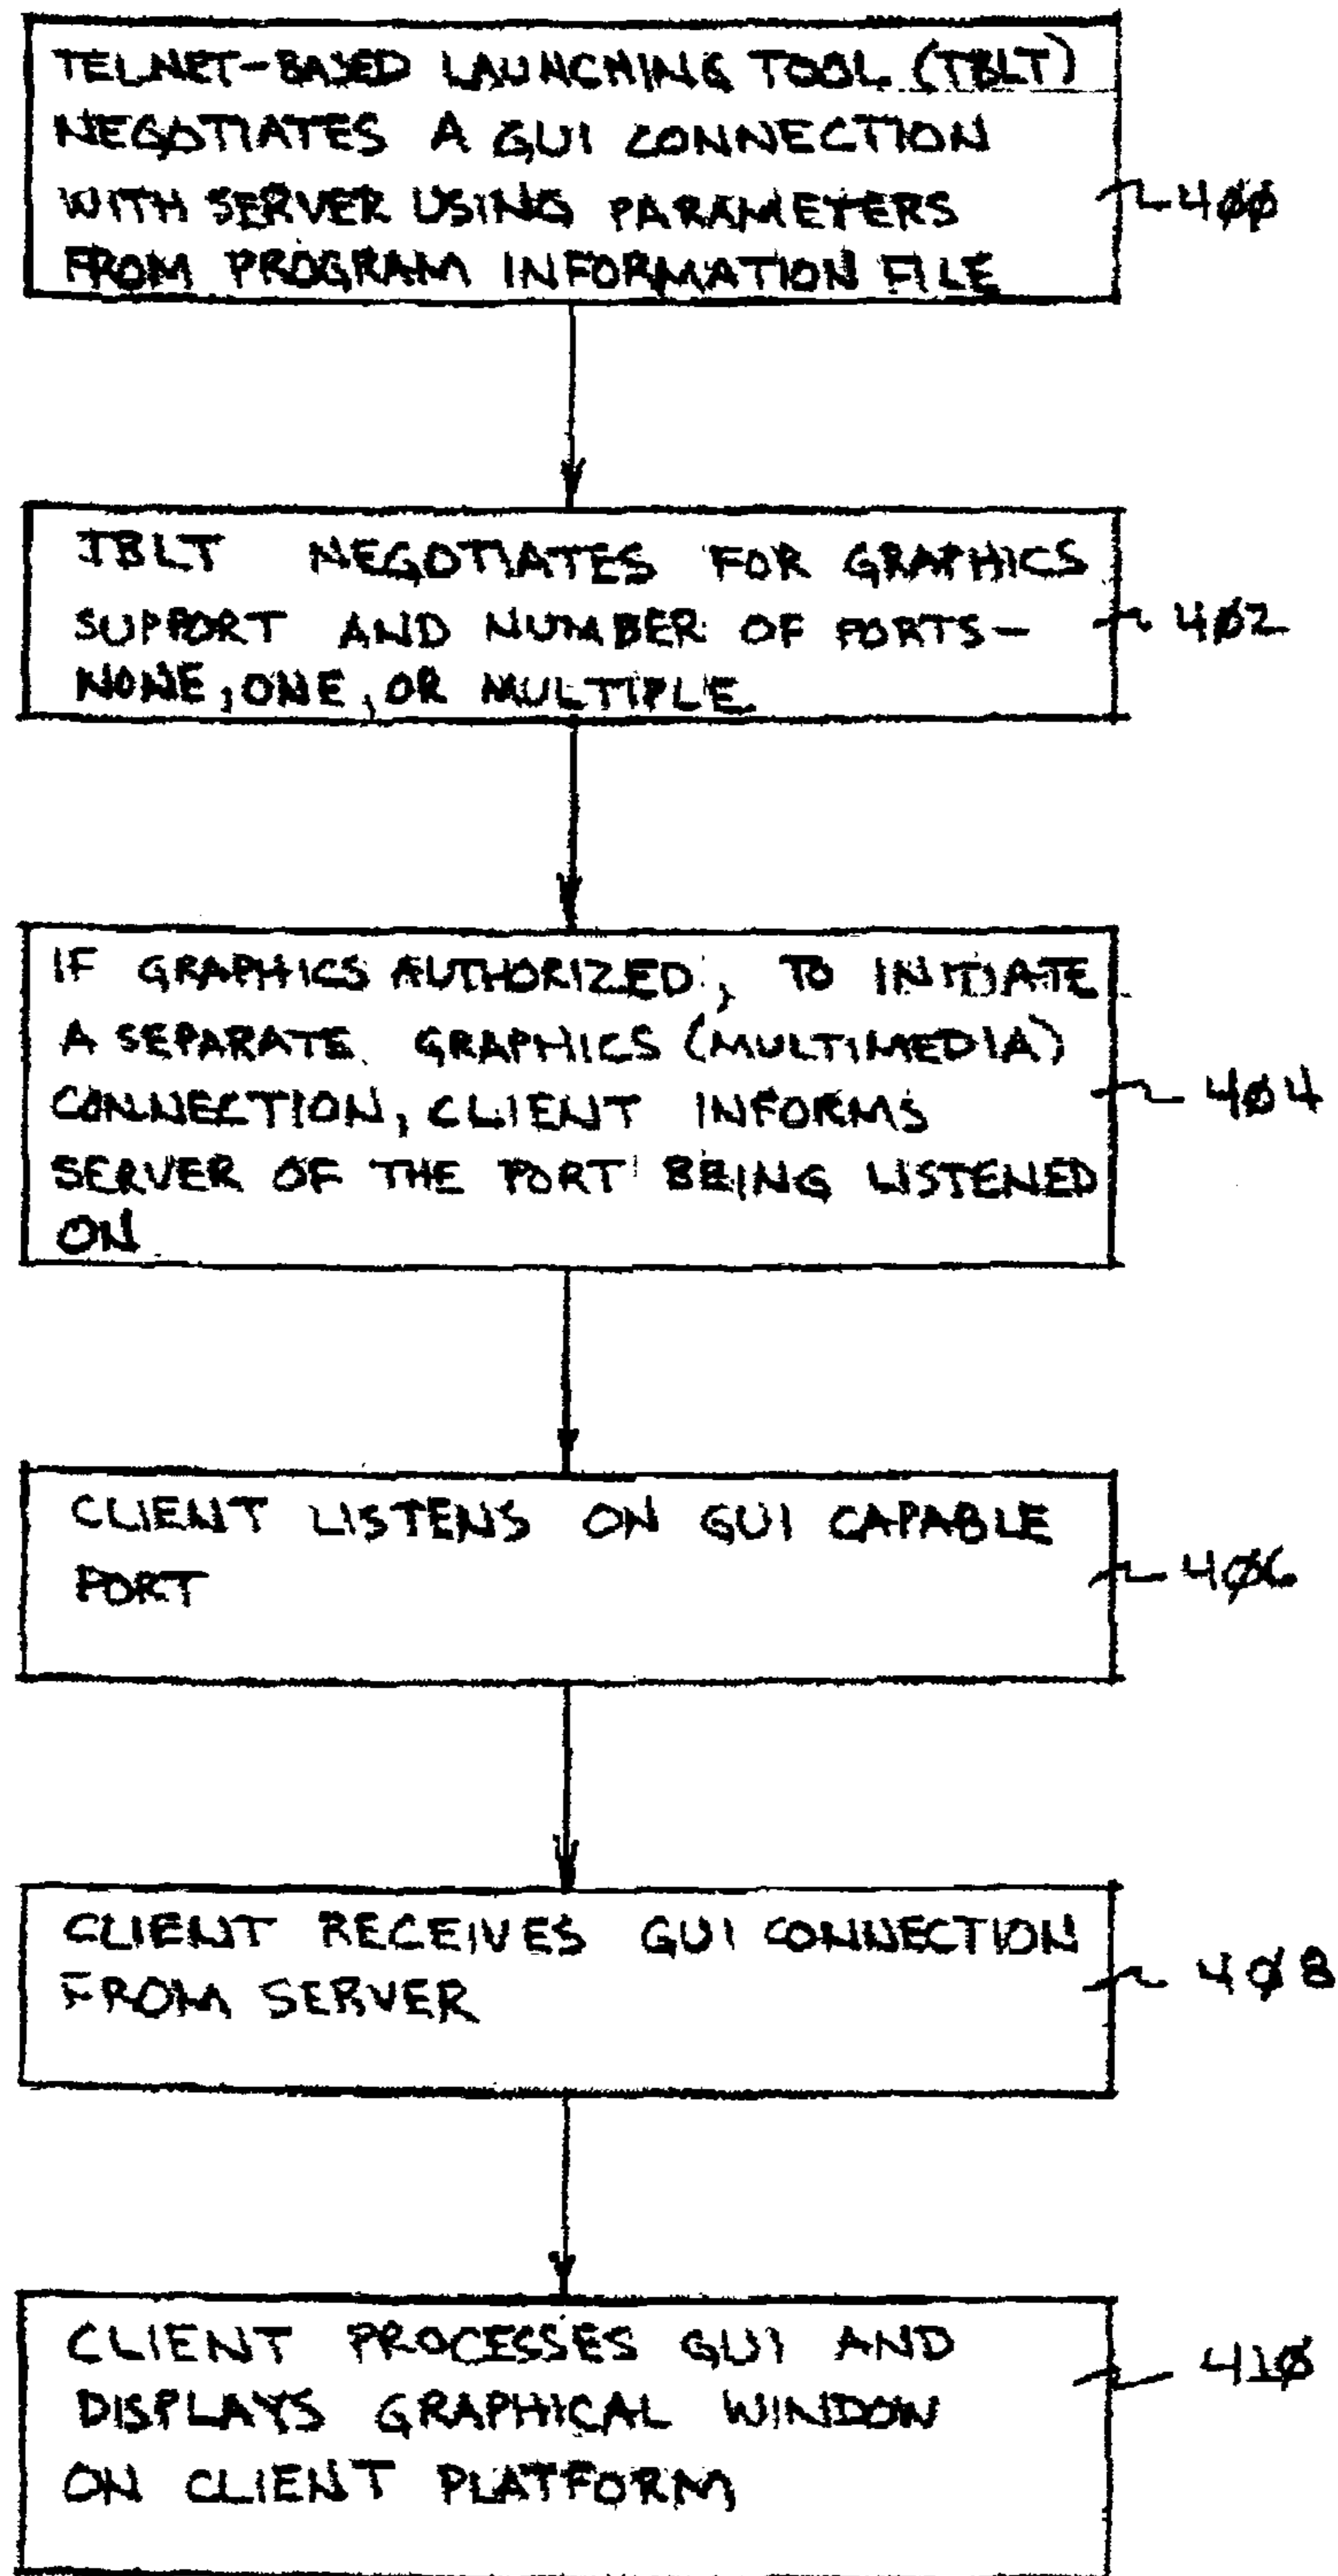 TELNET-BASED LAUNCHING TOOL (TBLT)
NEGOTIATES A GUI CONNECTION
WITH SERVER USING PARAMETERS
FROM PROGRAM INFORMATION FILE
400
TBLT NEGOTIATES FOR GRAPHICS
SUPPORT AND NUMBER OF PORTS-
NONE, ONE, OR MULTIPLE
402
IF GRAPHICS AUTHORIZED, TO INITIATE
A SEPARATE GRAPHICS (MULTIMEDIA)
CONNECTION, CLIENT INFORMS
SERVER OF THE PORT BEING LISTENED
ON
404
CLIENT LISTENS ON GUI CAPABLE
PORT
406
CLIENT RECEIVES GUI CONNECTION
FROM SERVER
408
CLIENT PROCESSES GUI AND
DISPLAYS GRAPHICAL WINDOW
ON CLIENT PLATFORM
410